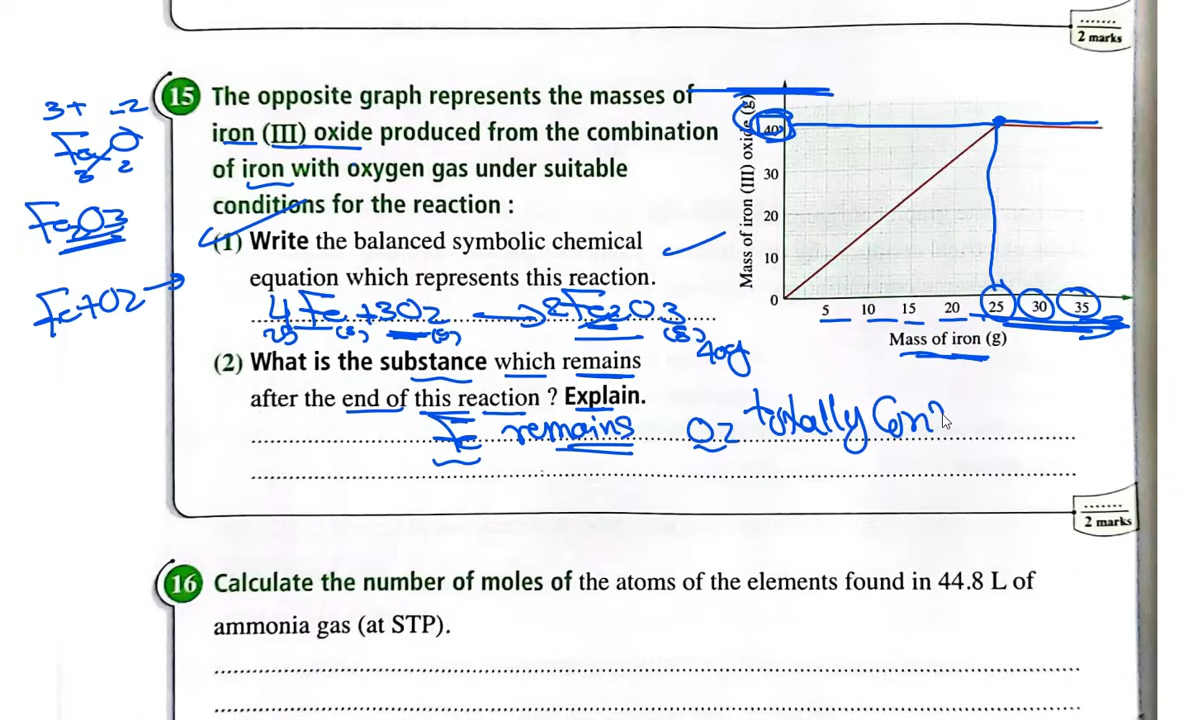 .......
2 marks
15 The opposite graph represents the masses of
iron (III) oxide produced from the combination
of iron with oxygen gas under suitable
conditions for the reaction :
(1) Write the balanced symbolic chemical
equation which represents this reaction.
4Fe + 3O2 → 2Fe2O3
(s) (g) (s)
40g
(2) What is the substance which remains
after the end of this reaction ? Explain.
Fe remains O2 totally Con
3+ -2
Fe O
3 2
Fe2O3
Fe+O2 →
Mass of iron (III) oxide (g)
40
30
20
10
0
5 10 15 20 25 30 35
Mass of iron (g)
.......
2 marks
16 Calculate the number of moles of the atoms of the elements found in 44.8 L of
ammonia gas (at STP).